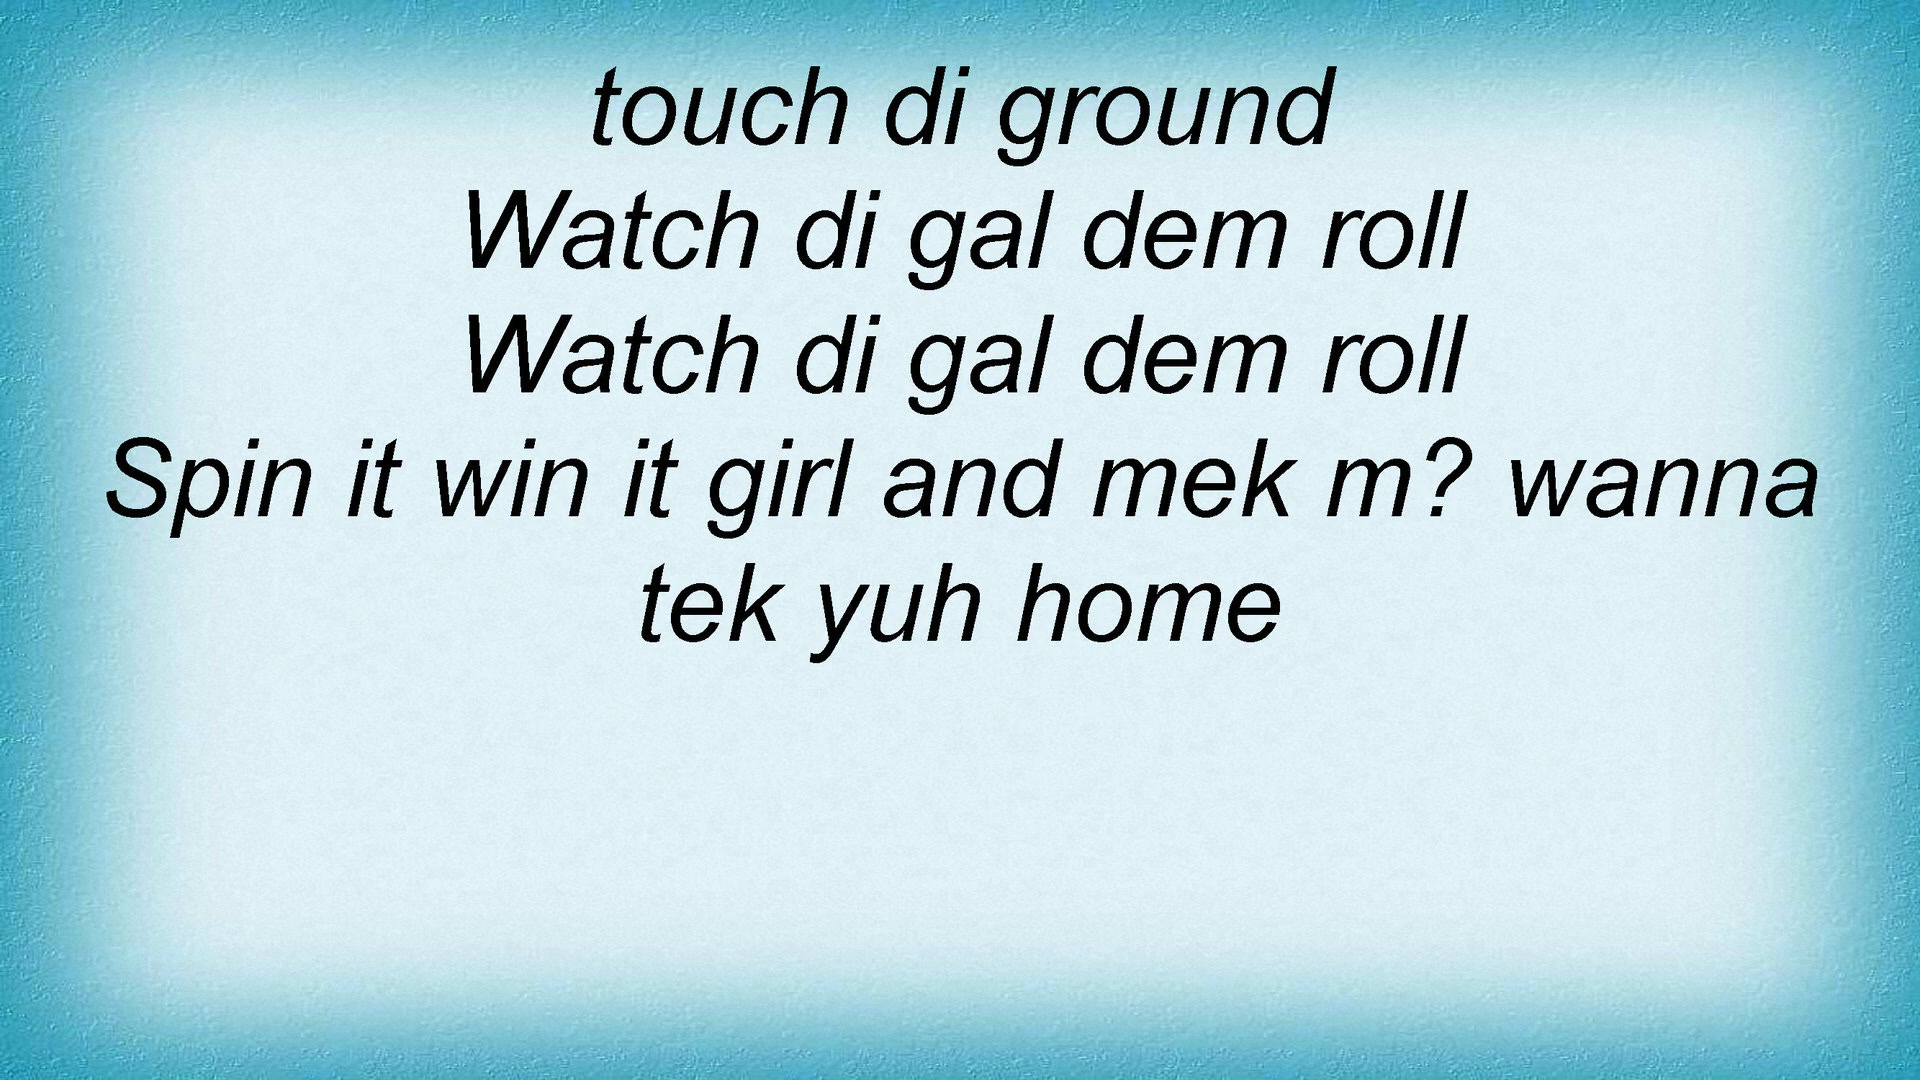 touch di ground
Watch di gal dem roll
Watch di gal dem roll
Spin it win it girl and mek m? wanna
tek yuh home